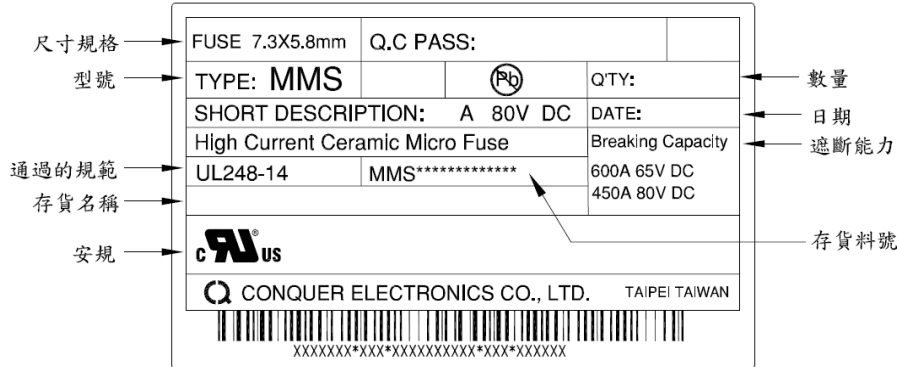 尺寸規格
FUSE 7.3X5.8mm
Q.C PASS:
型號
TYPE: MMS
Pb
Q'TY:
數量
SHORT DESCRIPTION: A 80V DC
DATE:
日期
High Current Ceramic Micro Fuse
Breaking Capacity
遮斷能力
通過的規範
UL248-14
MMS*************
600A 65V DC
450A 80V DC
存貨名稱
存貨料號
安規
c RU ® US
CONQUER ELECTRONICS CO., LTD.
TAIPEI TAIWAN
XXXXXXX*XXX*XXXXXXXXXX*XXX*XXXXXX